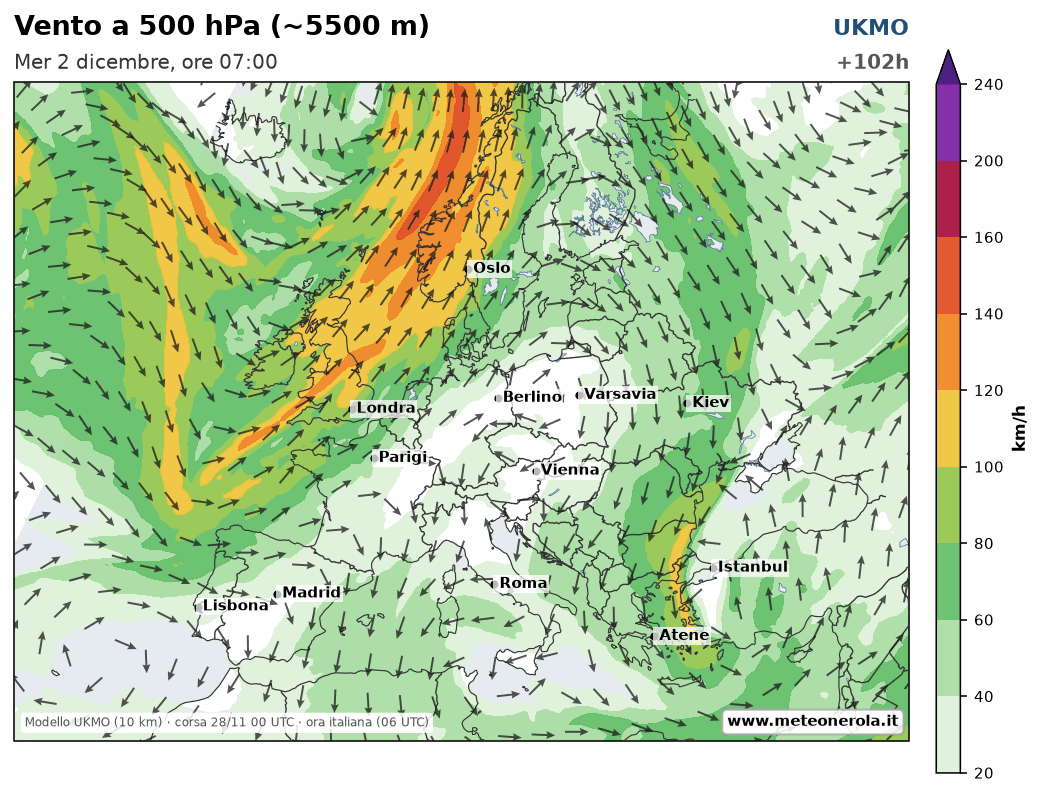 Vento a 500 hPa (~5500 m)
UKMO
Mer 2 dicembre, ore 07:00
+102h
240
200
160
140
120
100
80
60
40
20
km/h
Oslo
Londra
Berlino
Varsavia
Kiev
Parigi
Vienna
Roma
Istanbul
Madrid
Lisbona
Atene
Modello UKMO (10 km) · corsa 28/11 00 UTC · ora italiana (06 UTC)
www.meteonerola.it